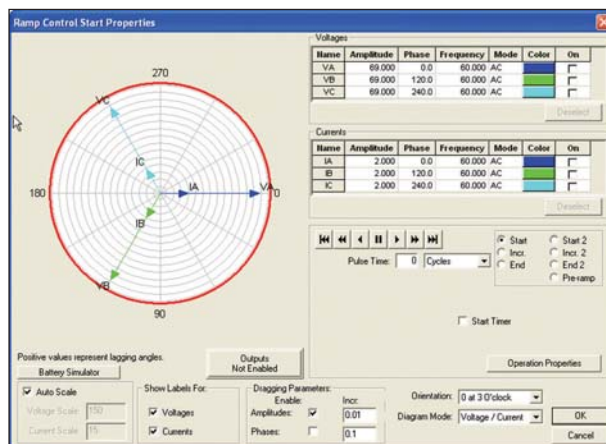 Ramp Control Start Properties
270
180
0
90
VC
IC
IA
VA
IB
VB
Positive values represent lagging angles.
Battery Simulator
Outputs
Not Enabled
Voltages
Name Amplitude Phase Frequency Mode Color On
VA 69.000 0.0 60.000 AC
VB 69.000 120.0 60.000 AC
VC 69.000 240.0 60.000 AC
Deselect
Currents
Name Amplitude Phase Frequency Mode Color On
IA 2.000 0.0 60.000 AC
IB 2.000 120.0 60.000 AC
IC 2.000 240.0 60.000 AC
Deselect
Pulse Time: 0 Cycles
Start Start 2
Incr. Incr. 2
End End 2
Pre-ramp
Start Timer
Operation Properties
Auto Scale
Voltage Scale: 150
Current Scale: 15
Show Labels For:
Voltages
Currents
Dragging Parameters:
Enable: Incr:
Amplitudes: 0.01
Phases: 0.1
Orientation: 0 at 3 O'clock
Diagram Mode: Voltage / Current
OK
Cancel